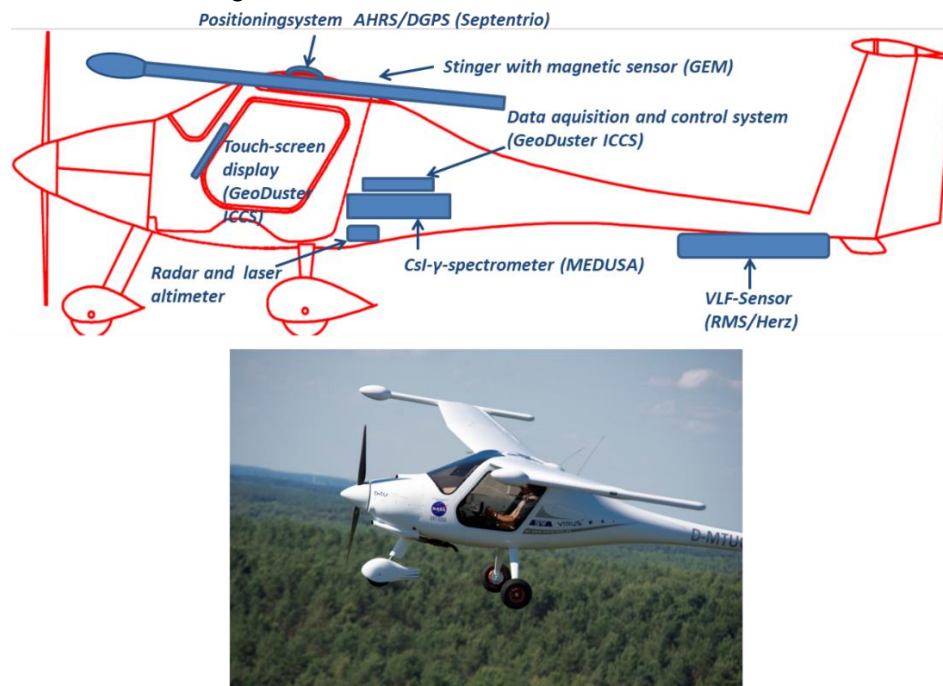 Positioningsystem AHRS/DGPS (Septentrio)
Stinger with magnetic sensor (GEM)
Data aquisition and control system
(GeoDuster ICCS)
Touch-screen
display
(GeoDuster
ICCS)
Radar and laser
altimeter
CsI-γ-spectrometer (MEDUSA)
VLF-Sensor
(RMS/Herz)
VIRUS
D-MTU